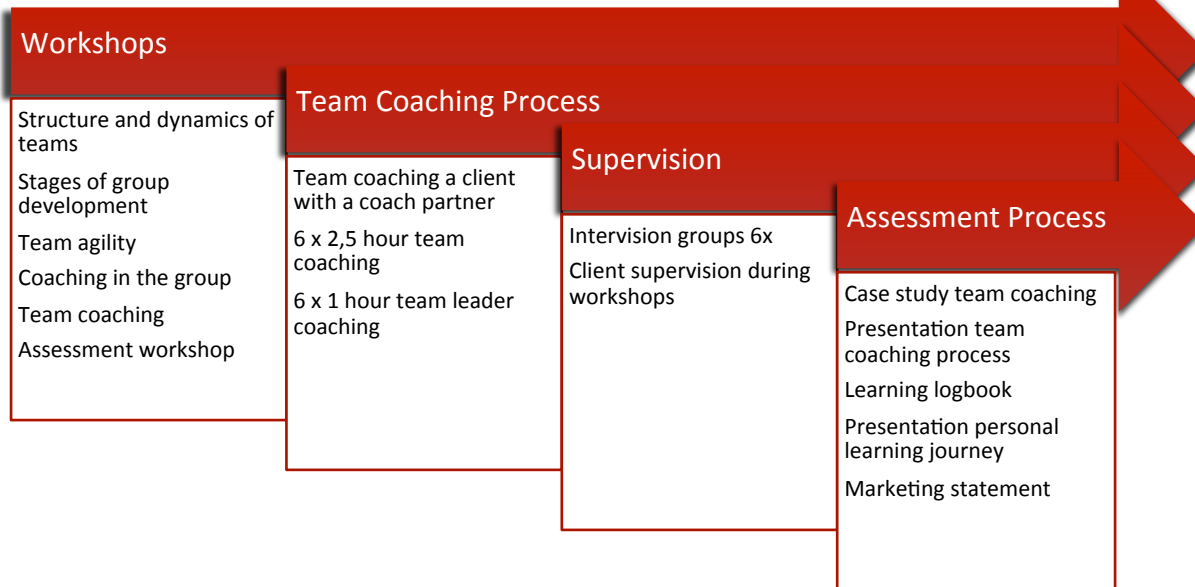 Workshops
Structure and dynamics of
teams
Stages of group
development
Team agility
Coaching in the group
Team coaching
Assessment workshop
Team Coaching Process
Team coaching a client
with a coach partner
6 x 2,5 hour team
coaching
6 x 1 hour team leader
coaching
Supervision
Intervision groups 6x
Client supervision during
workshops
Assessment Process
Case study team coaching
Presentation team
coaching process
Learning logbook
Presentation personal
learning journey
Marketing statement